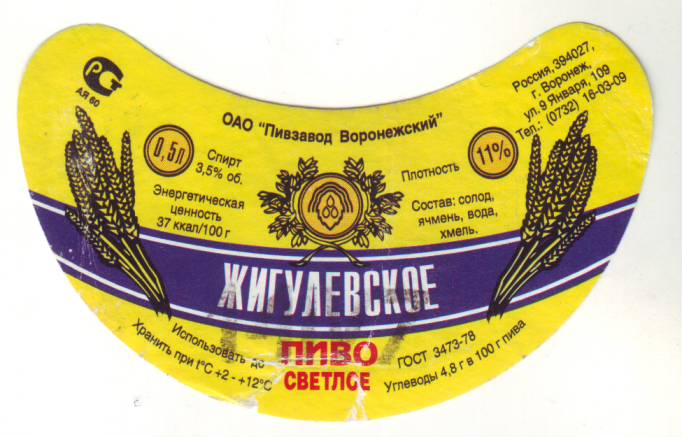 АЯ 60
ОАО "Пивзавод Воронежский"
Россия, 394027,
г. Воронеж,
ул. 9 Января, 109
Тел.: (0732) 16-03-09
0,5л
Спирт
3,5% об.
Энергетическая
ценность
37 ккал/100 г
Плотность
11%
Состав: солод,
ячмень, вода,
хмель.
ЖИГУЛЕВСКОЕ
Использовать до
Хранить при t°C +2 - +12°C
ПИВО
СВЕТЛОЕ
ГОСТ 3473-78
Углеводы 4,8 г в 100 г пива